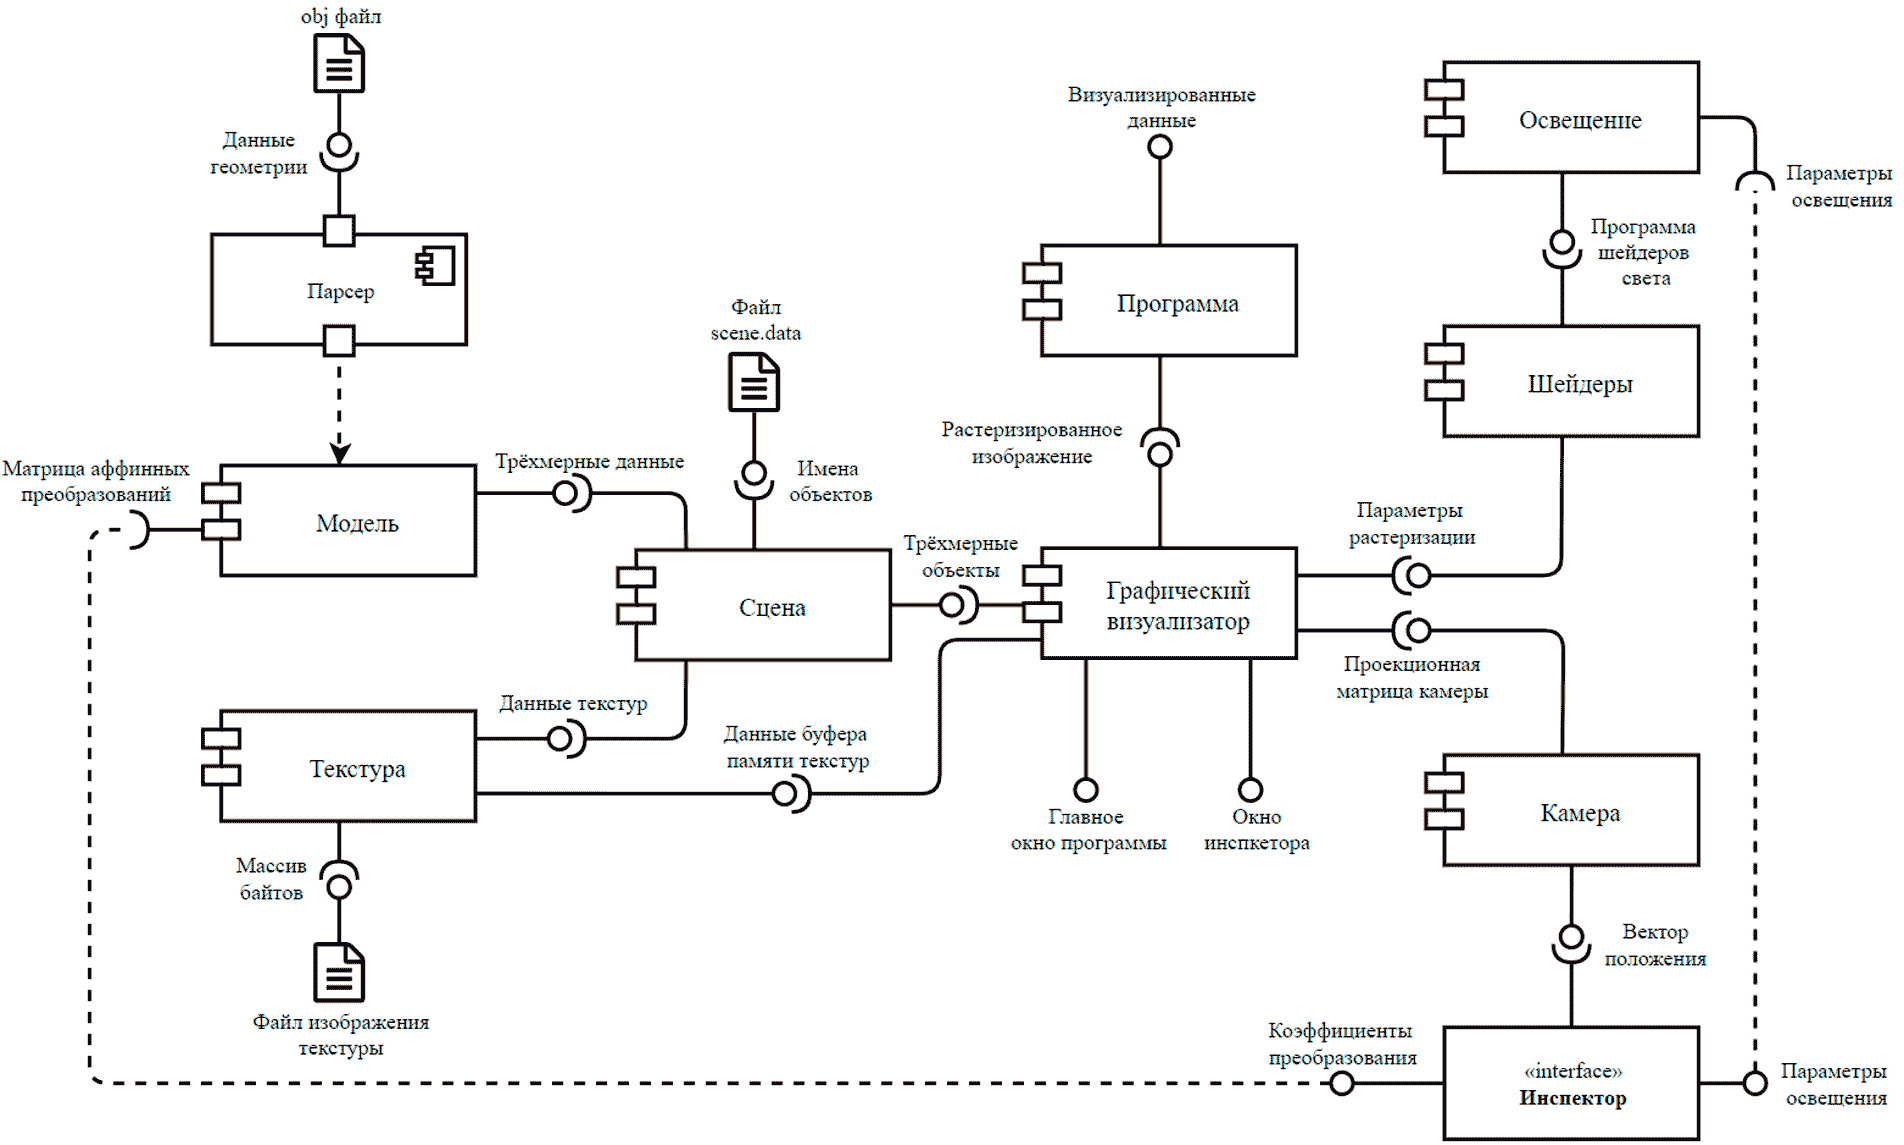 obj файл
Данные
геометрии
Парсер
Файл
scene.data
Визуализированные
данные
Программа
Освещение
Параметры
освещения
Программа
шейдеров
света
Шейдеры
Матрица аффинных
преобразований
Модель
Трёхмерные данные
Имена
объектов
Сцена
Трёхмерные
объекты
Растеризированное
изображение
Графический
визуализатор
Параметры
растеризации
Проекционная
матрица камеры
Текстура
Данные текстур
Данные буфера
памяти текстур
Главное
окно программы
Окно
инспкетора
Камера
Массив
байтов
Файл изображения
текстуры
Вектор
положения
Коэффициенты
преобразования
«interface»
Инспектор
Параметры
освещения